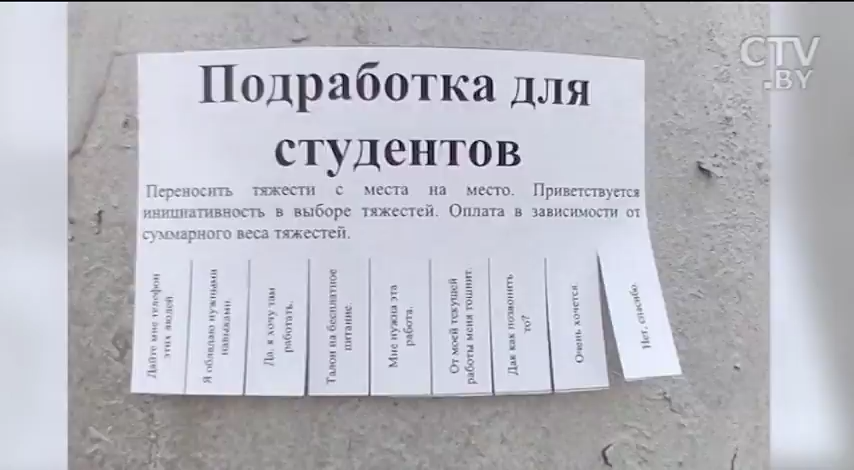 CTV
.BY
Подработка для
студентов
Переносить тяжести с места на место. Приветствуется
инициативность в выборе тяжестей. Оплата в зависимости от
суммарного веса тяжестей.
Дайте мне телефон
этих людей
Я обладаю нужными
навыками.
Да, я хочу там
работать.
Талон на бесплатное
питание.
Мне нужна эта
работа.
От моей текущей
работы меня тошнит.
Дак как позвонить
то?
Очень хочется.
Нет, спасибо.